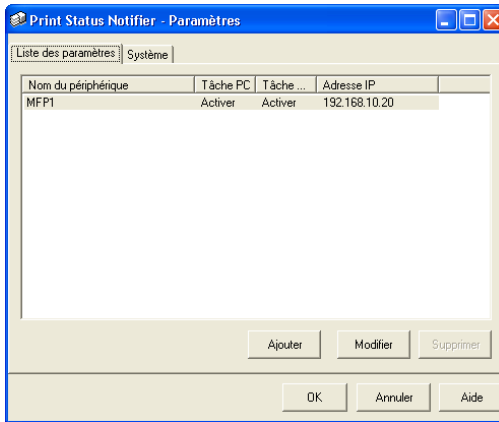 Print Status Notifier - Paramètres
Liste des paramètres Système
Nom du périphérique Tâche PC Tâche ... Adresse IP
MFP1 Activer Activer 192.168.10.20
Ajouter Modifier Supprimer
OK Annuler Aide